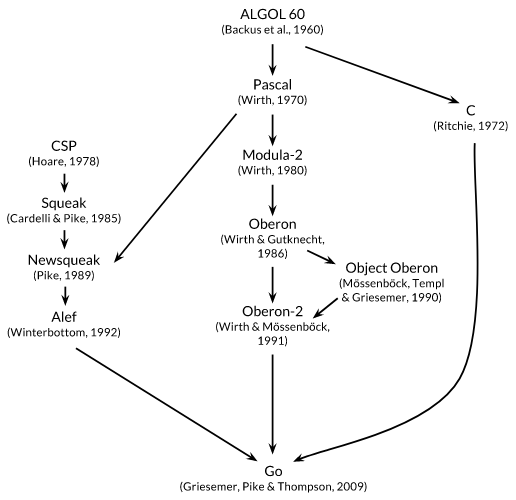 ALGOL 60
(Backus et al., 1960)
Pascal
(Wirth, 1970)
C
(Ritchie, 1972)
CSP
(Hoare, 1978)
Modula-2
(Wirth, 1980)
Squeak
(Cardelli & Pike, 1985)
Oberon
(Wirth & Gutknecht,
1986)
Newsqueak
(Pike, 1989)
Object Oberon
(Mössenböck, Templ
& Griesemer, 1990)
Alef
(Winterbottom, 1992)
Oberon-2
(Wirth & Mössenböck,
1991)
Go
(Griesemer, Pike & Thompson, 2009)